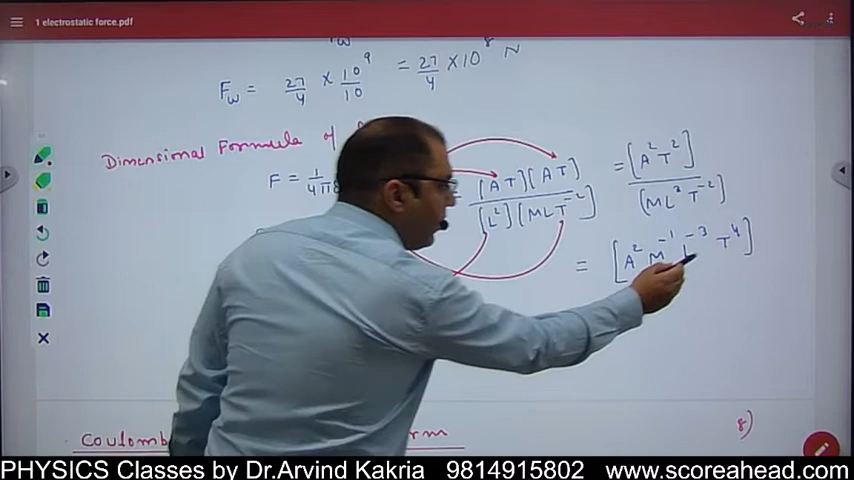 1 electrostatic force.pdf
F_W = 27/4 × 10^9/10 = 27/4 × 10^8 N
Dimensional Formula of
F = 1/4πε = [AT][AT]/[L^2][MLT^-2] = [A^2 T^2]/[ML^3 T^-2]
= [A^2 M^-1 L^-3 T^4]
8)
Coulomb rm
PHYSICS Classes by Dr.Arvind Kakria 9814915802 www.scoreahead.com